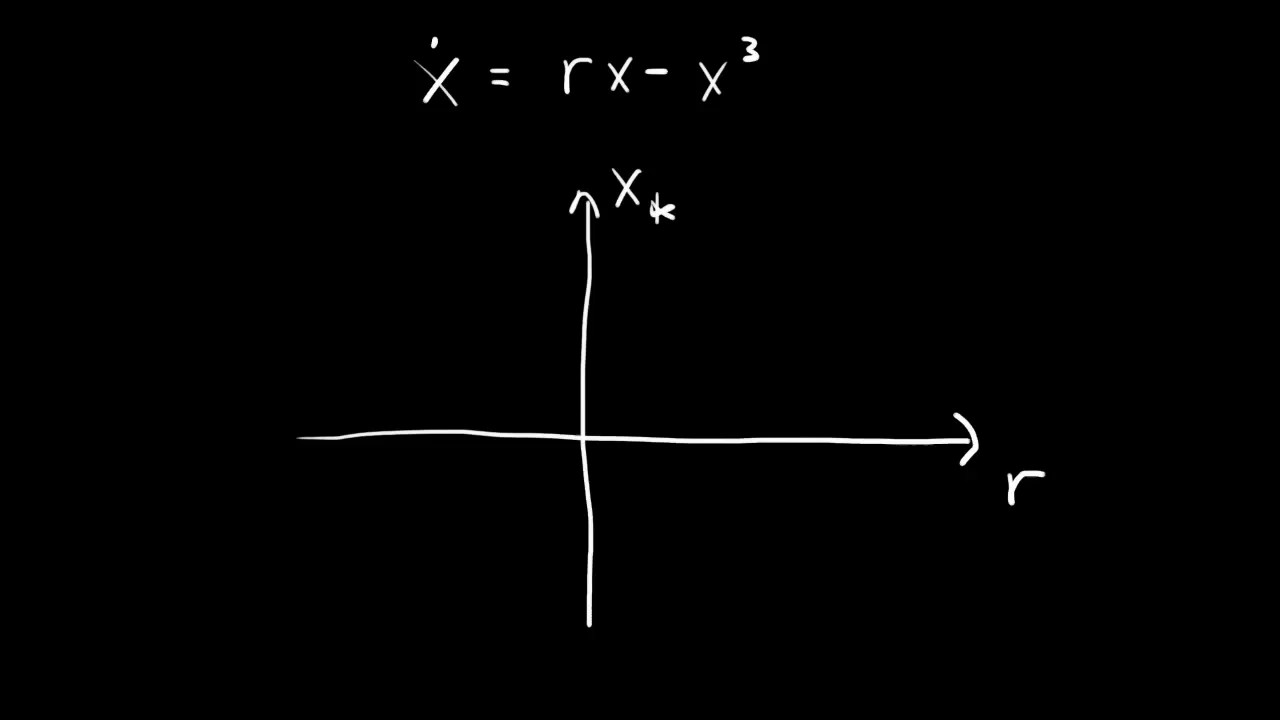 ẋ = rx - x³
x*
r